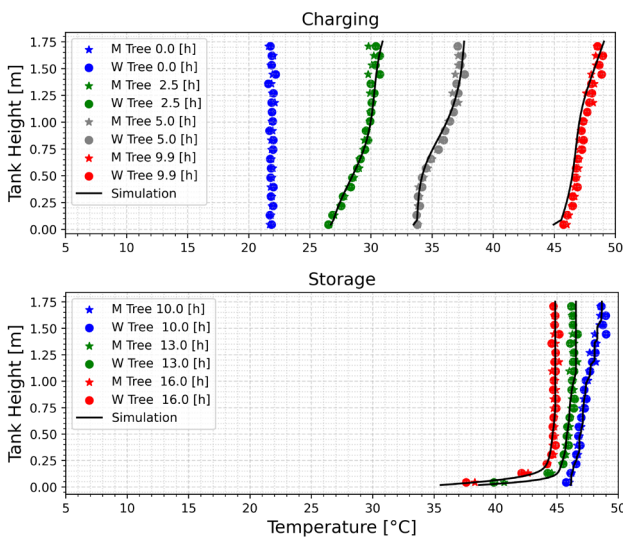 Charging
Tank Height [m]
1.75
1.50
1.25
1.00
0.75
0.50
0.25
0.00
M Tree 0.0 [h]
W Tree 0.0 [h]
M Tree 2.5 [h]
W Tree 2.5 [h]
M Tree 5.0 [h]
W Tree 5.0 [h]
M Tree 9.9 [h]
W Tree 9.9 [h]
Simulation
5 10 15 20 25 30 35 40 45 50
Storage
Tank Height [m]
1.75
1.50
1.25
1.00
0.75
0.50
0.25
0.00
M Tree 10.0 [h]
W Tree 10.0 [h]
M Tree 13.0 [h]
W Tree 13.0 [h]
M Tree 16.0 [h]
W Tree 16.0 [h]
Simulation
5 10 15 20 25 30 35 40 45 50
Temperature [°C]